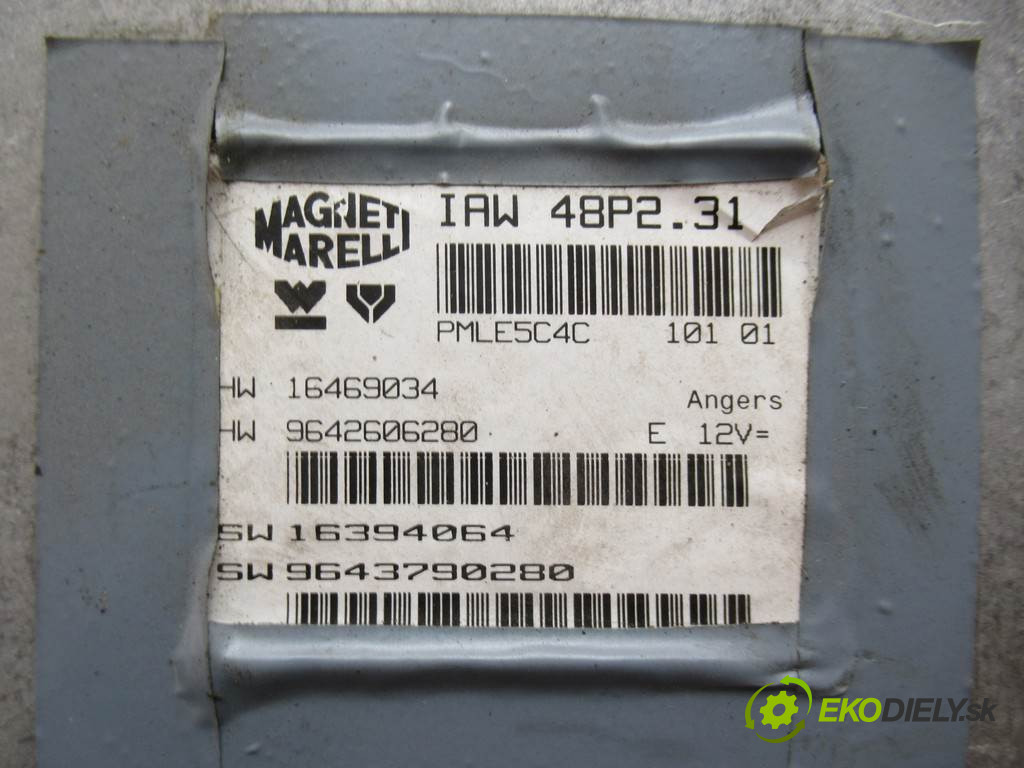 MAGNETI
MARELLI
IAW 48P2.31
PMLE5C4C 101 01
HW 16469034
Angers
HW 9642606280 E 12V=
SW 16394064
SW 9643790280
EKODIELY.sk